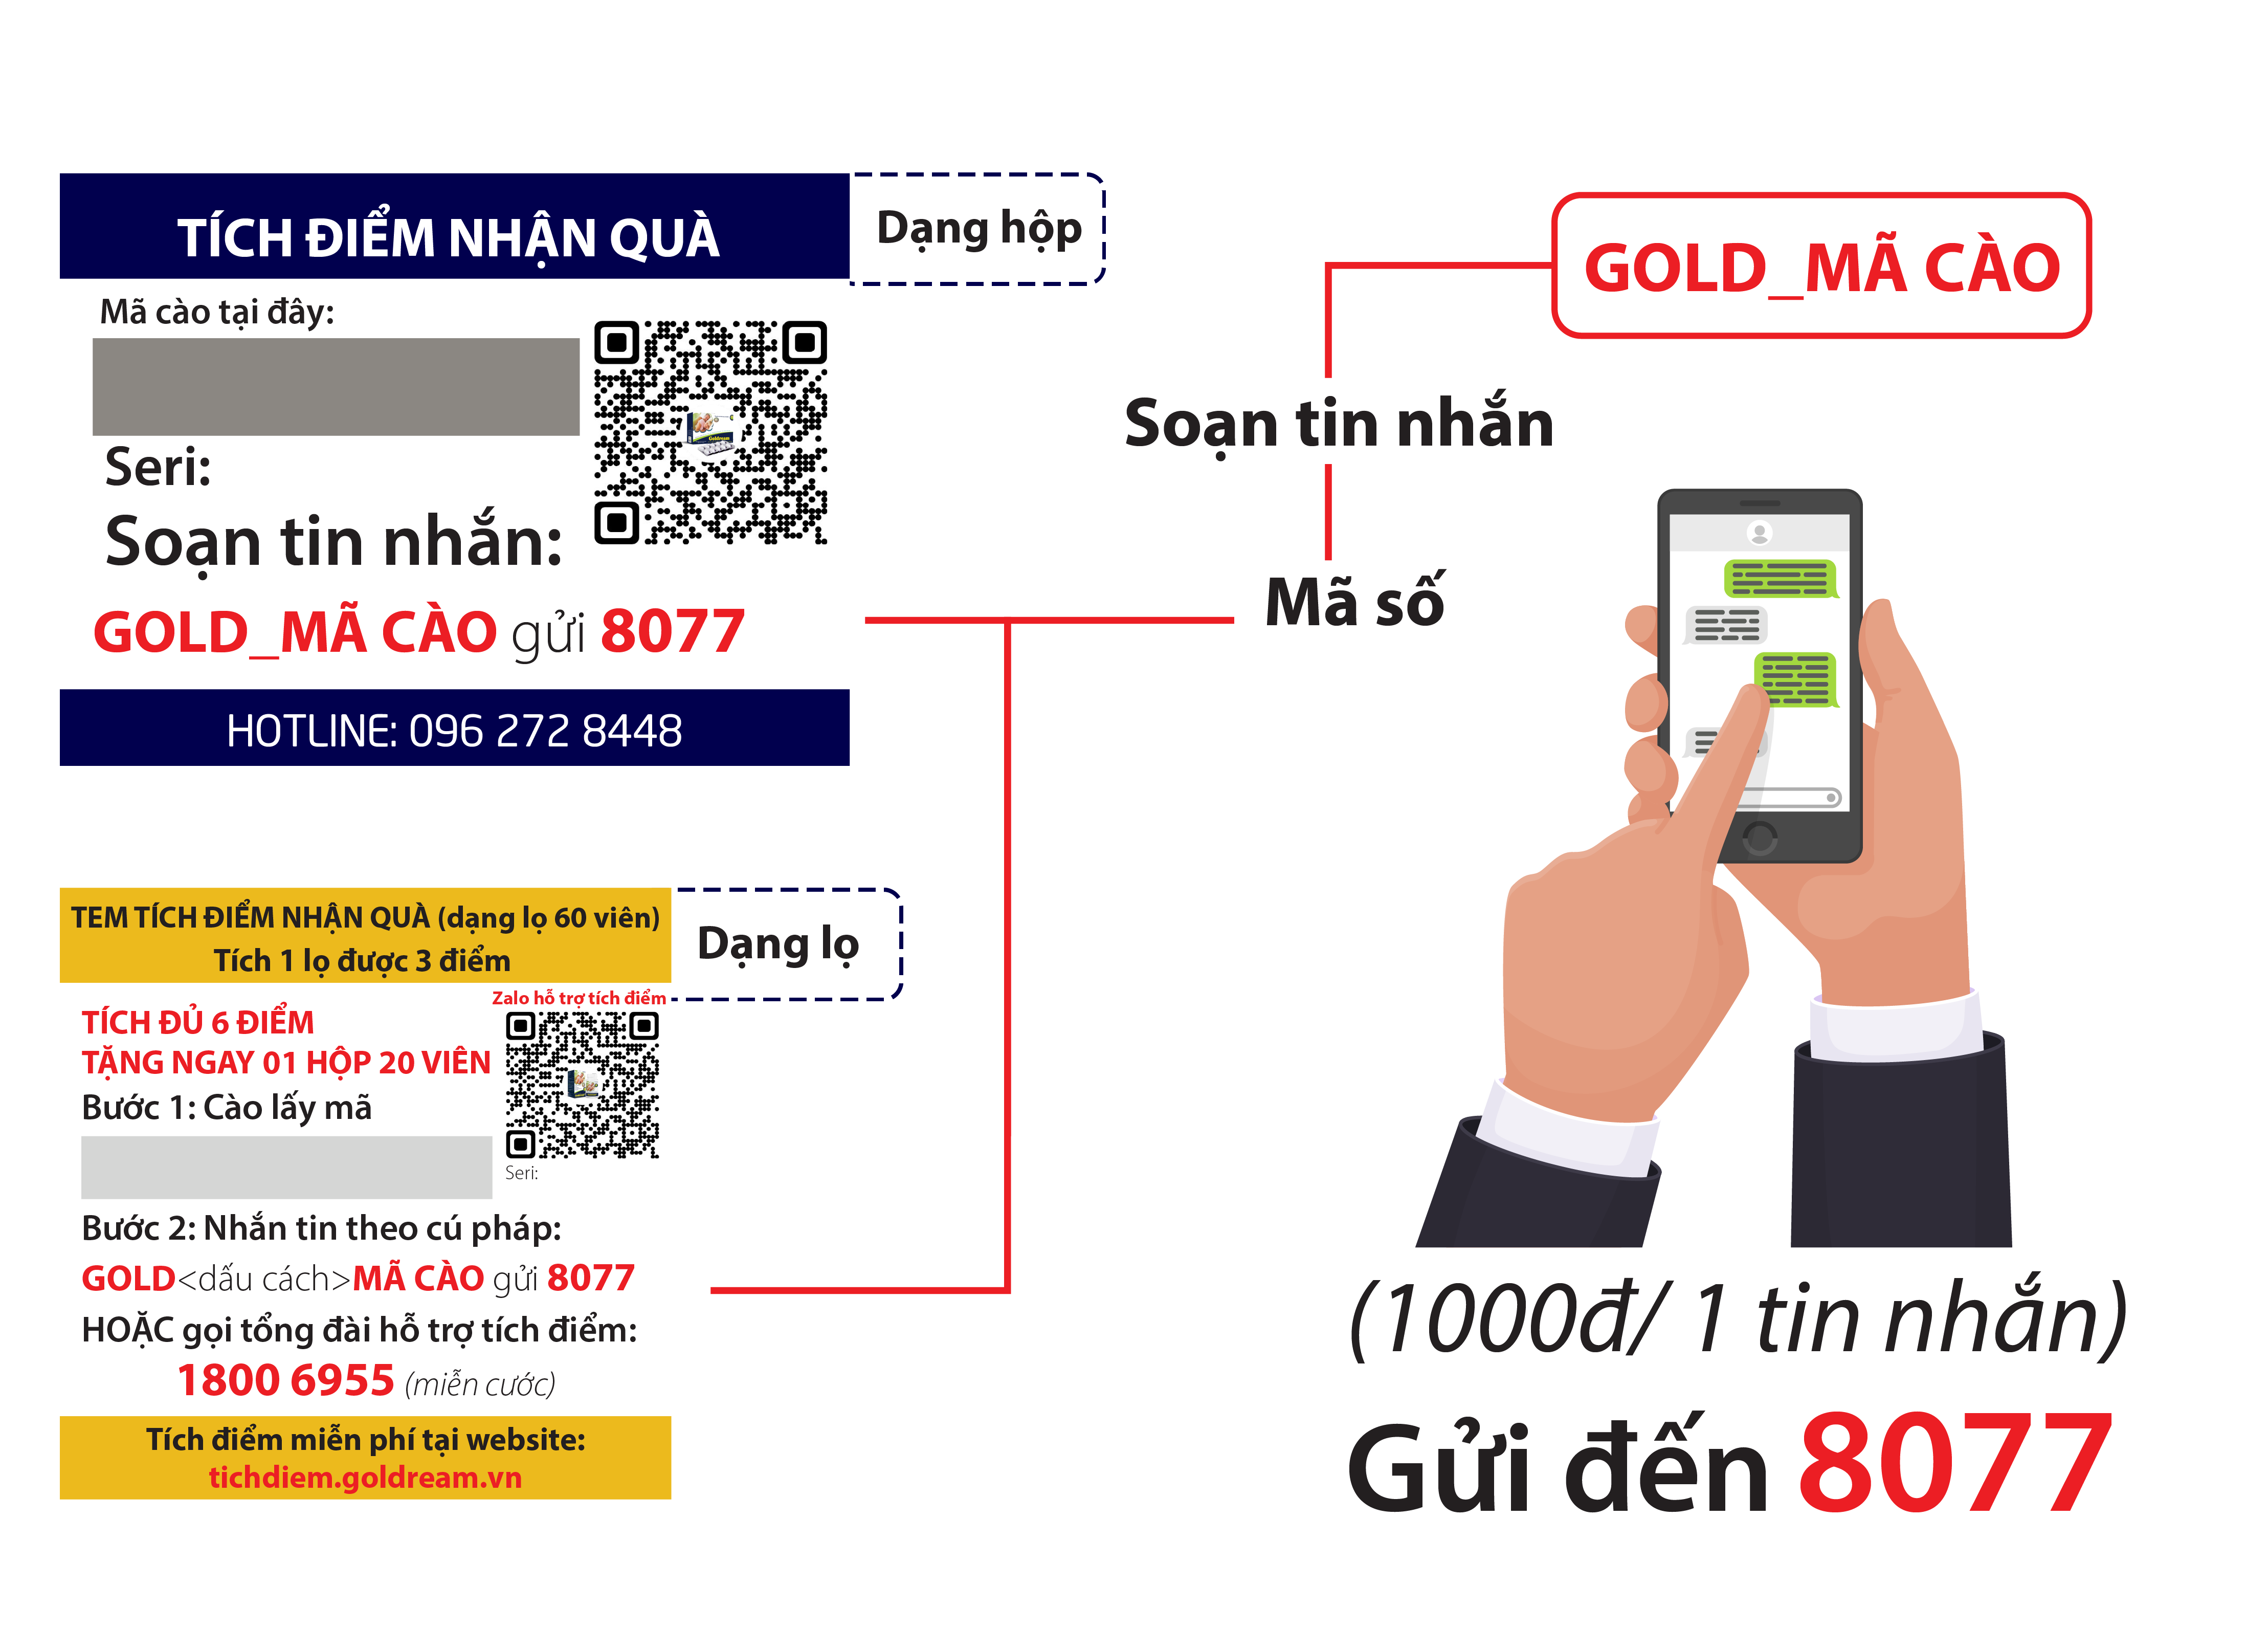 TÍCH ĐIỂM NHẬN QUÀ
Dạng hộp
Mã cào tại đây:
Seri:
Soạn tin nhắn:
GOLD_MÃ CÀO gửi 8077
HOTLINE: 096 272 8448
TEM TÍCH ĐIỂM NHẬN QUÀ (dạng lọ 60 viên)
Tích 1 lọ được 3 điểm
Dạng lọ
Zalo hỗ trợ tích điểm
TÍCH ĐỦ 6 ĐIỂM
TẶNG NGAY 01 HỘP 20 VIÊN
Bước 1: Cào lấy mã
Seri:
Bước 2: Nhắn tin theo cú pháp:
GOLD<dấu cách>MÃ CÀO gửi 8077
HOẶC gọi tổng đài hỗ trợ tích điểm:
1800 6955 (miễn cước)
Tích điểm miễn phí tại website:
tichdiem.goldream.vn
GOLD_MÃ CÀO
Soạn tin nhắn
Mã số
(1000đ/ 1 tin nhắn)
Gửi đến 8077